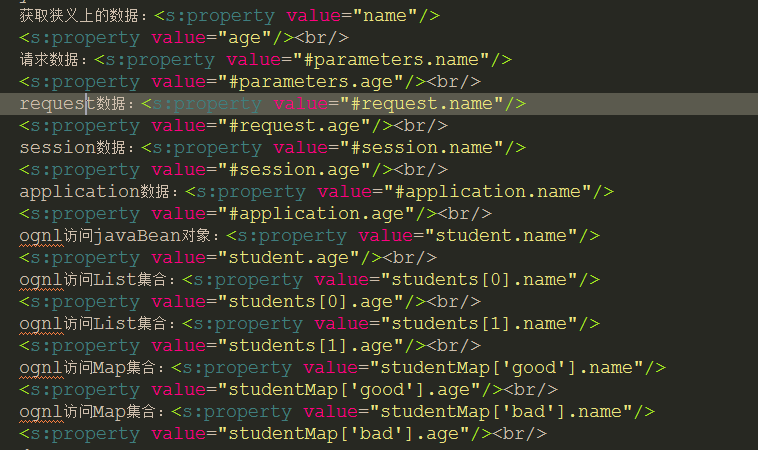 获取狭义上的数据：<s:property value="name"/>
<s:property value="age"/><br/>
请求数据：<s:property value="#parameters.name"/>
<s:property value="#parameters.age"/><br/>
request数据：<s:property value="#request.name"/>
<s:property value="#request.age"/><br/>
session数据：<s:property value="#session.name"/>
<s:property value="#session.age"/><br/>
application数据：<s:property value="#application.name"/>
<s:property value="#application.age"/><br/>
ognl访问javaBean对象：<s:property value="student.name"/>
<s:property value="student.age"/><br/>
ognl访问List集合：<s:property value="students[0].name"/>
<s:property value="students[0].age"/><br/>
ognl访问List集合：<s:property value="students[1].name"/>
<s:property value="students[1].age"/><br/>
ognl访问Map集合：<s:property value="studentMap['good'].name"/>
<s:property value="studentMap['good'].age"/><br/>
ognl访问Map集合：<s:property value="studentMap['bad'].name"/>
<s:property value="studentMap['bad'].age"/><br/>